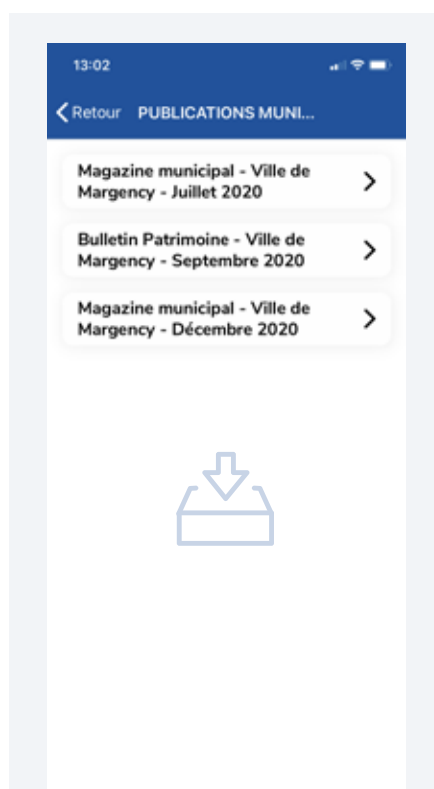 13:02
Retour PUBLICATIONS MUNI...
Magazine municipal - Ville de
Margency - Juillet 2020
Bulletin Patrimoine - Ville de
Margency - Septembre 2020
Magazine municipal - Ville de
Margency - Décembre 2020